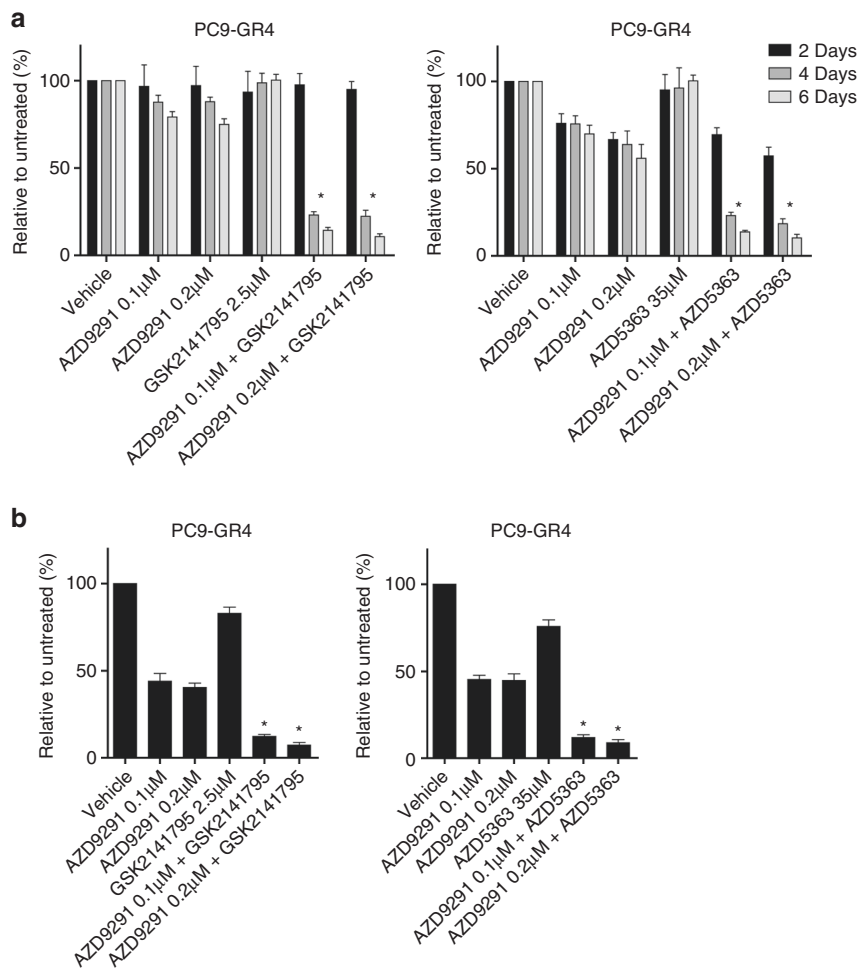 a
PC9-GR4
Relative to untreated (%)
100
50
0
Vehicle
AZD9291 0.1μM
AZD9291 0.2μM
GSK2141795 2.5μM
AZD9291 0.1μM + GSK2141795
AZD9291 0.2μM + GSK2141795
*
*
PC9-GR4
Relative to untreated (%)
100
50
0
Vehicle
AZD9291 0.1μM
AZD9291 0.2μM
AZD5363 35μM
AZD9291 0.1μM + AZD5363
AZD9291 0.2μM + AZD5363
*
*
2 Days
4 Days
6 Days
b
PC9-GR4
Relative to untreated (%)
100
50
0
Vehicle
AZD9291 0.1μM
AZD9291 0.2μM
GSK2141795 2.5μM
AZD9291 0.1μM + GSK2141795
AZD9291 0.2μM + GSK2141795
*
*
PC9-GR4
Relative to untreated (%)
100
50
0
Vehicle
AZD9291 0.1μM
AZD9291 0.2μM
AZD5363 35μM
AZD9291 0.1μM + AZD5363
AZD9291 0.2μM + AZD5363
*
*